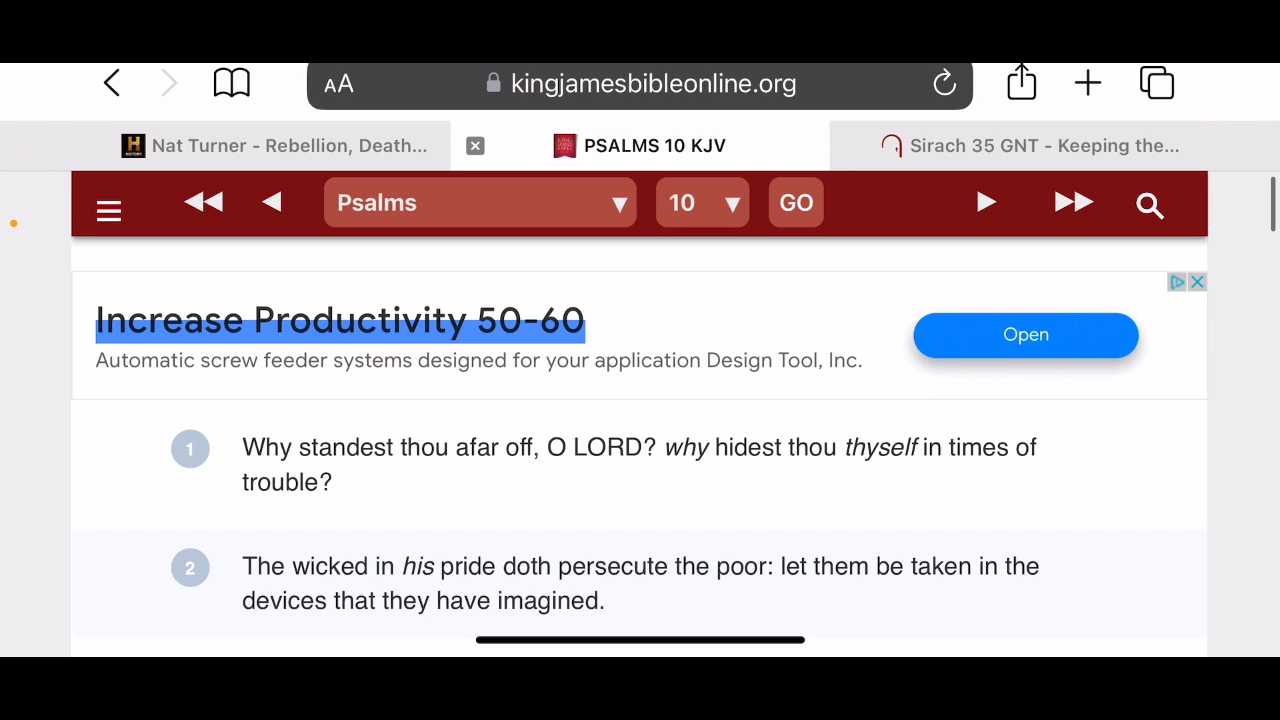 AA kingjamesbibleonline.org
Nat Turner - Rebellion, Death... PSALMS 10 KJV Sirach 35 GNT - Keeping the...
Psalms 10 GO
Increase Productivity 50-60
Automatic screw feeder systems designed for your application Design Tool, Inc.
Open
1 Why standest thou afar off, O LORD? why hidest thou thyself in times of
trouble?
2 The wicked in his pride doth persecute the poor: let them be taken in the
devices that they have imagined.